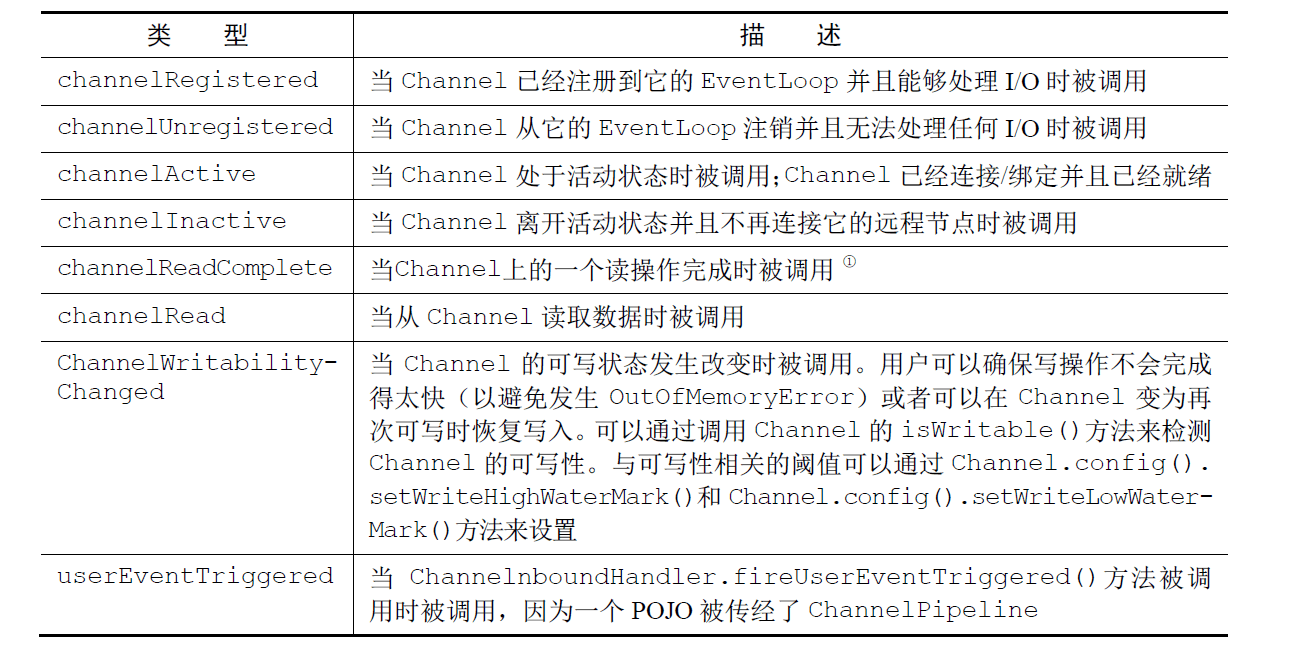 类 型 描 述
channelRegistered 当 Channel 已经注册到它的 EventLoop 并且能够处理 I/O 时被调用
channelUnregistered 当 Channel 从它的 EventLoop 注销并且无法处理任何 I/O 时被调用
channelActive 当 Channel 处于活动状态时被调用;Channel 已经连接/绑定并且已经就绪
channelInactive 当 Channel 离开活动状态并且不再连接它的远程节点时被调用
channelReadComplete 当Channel上的一个读操作完成时被调用 ①
channelRead 当从 Channel 读取数据时被调用
ChannelWritability-
Changed
当 Channel 的可写状态发生改变时被调用。用户可以确保写操作不会完成
得太快（以避免发生 OutOfMemoryError）或者可以在 Channel 变为再
次可写时恢复写入。可以通过调用 Channel 的 isWritable()方法来检测
Channel 的可写性。与可写性相关的阈值可以通过 Channel.config().
setWriteHighWaterMark()和 Channel.config().setWriteLowWater-
Mark()方法来设置
userEventTriggered 当 ChannelnboundHandler.fireUserEventTriggered()方法被调
用时被调用，因为一个 POJO 被传经了 ChannelPipeline